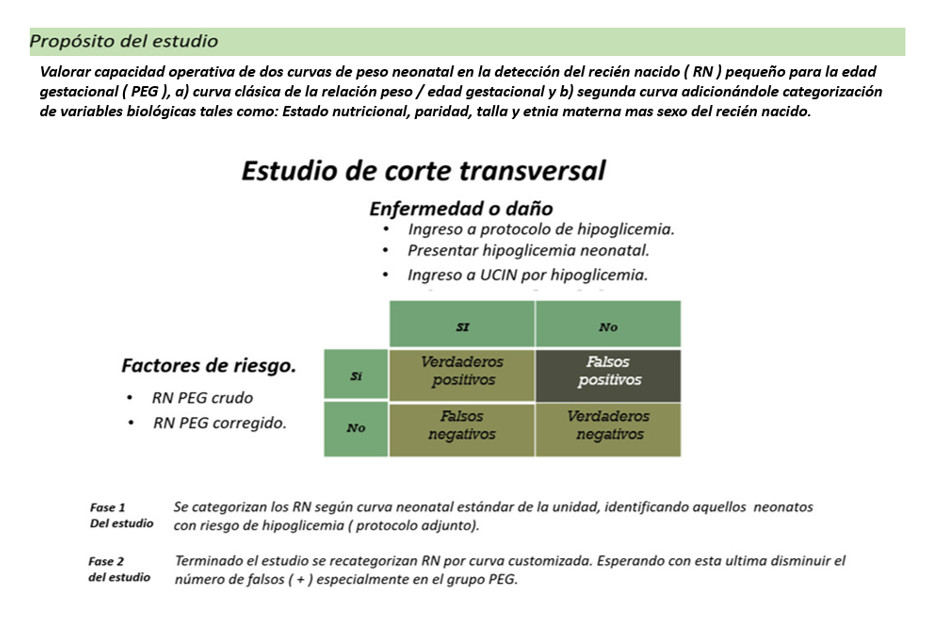 Propósito del estudio
Valorar capacidad operativa de dos curvas de peso neonatal en la detección del recién nacido ( RN ) pequeño para la edad
gestacional ( PEG ), a) curva clásica de la relación peso / edad gestacional y b) segunda curva adicionándole categorización
de variables biológicas tales como: Estado nutricional, paridad, talla y etnia materna mas sexo del recién nacido.
Estudio de corte transversal
Enfermedad o daño
• Ingreso a protocolo de hipoglicemia.
• Presentar hipoglicemia neonatal.
• Ingreso a UCIN por hipoglicemia.
SI No
Factores de riesgo.
• RN PEG crudo
• RN PEG corregido.
Si
Verdaderos
positivos
Falsos
positivos
No
Falsos
negativos
Verdaderos
negativos
Fase 1
Del estudio
Se categorizan los RN según curva neonatal estándar de la unidad, identificando aquellos neonatos
con riesgo de hipoglicemia ( protocolo adjunto).
Fase 2
del estudio
Terminado el estudio se recategorizan RN por curva customizada. Esperando con esta ultima disminuir el
número de falsos ( + ) especialmente en el grupo PEG.